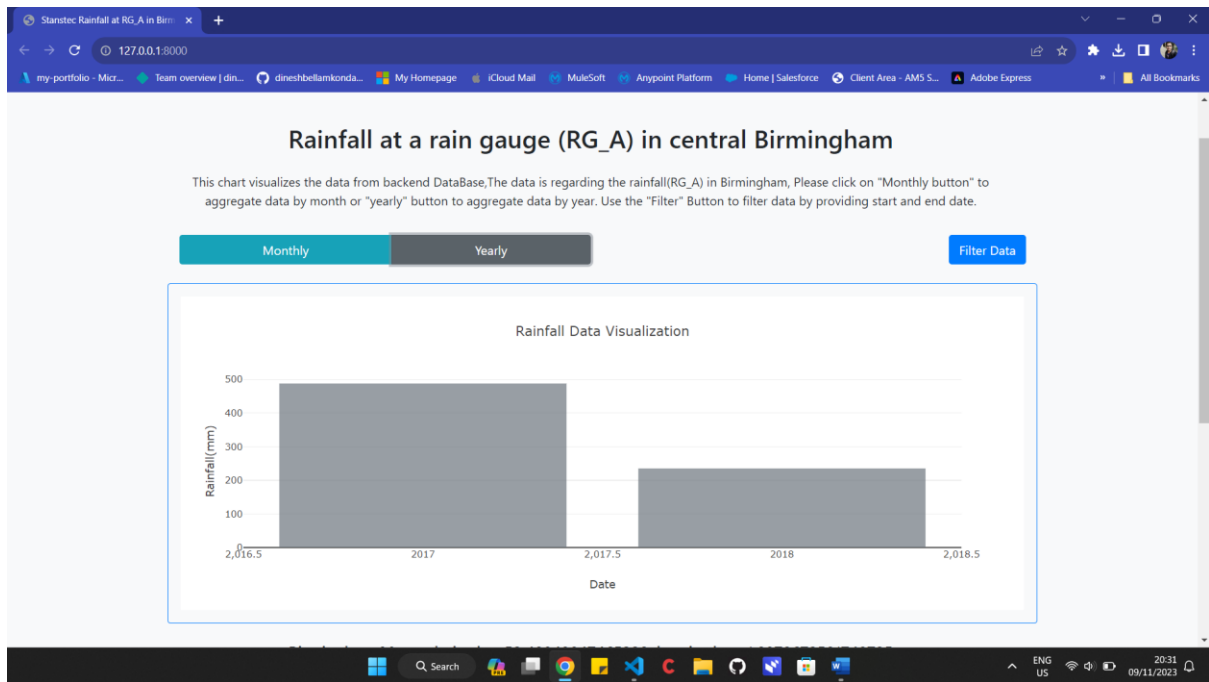 Stanstec Rainfall at RG_A in Birm
127.0.0.1:8000
my-portfolio - Micr... Team overview | din... dineshbellamkonda... My Homepage iCloud Mail MuleSoft Anypoint Platform Home | Salesforce Client Area - AM5 S... Adobe Express » All Bookmarks
Rainfall at a rain gauge (RG_A) in central Birmingham
This chart visualizes the data from backend DataBase,The data is regarding the rainfall(RG_A) in Birmingham, Please click on "Monthly button" to
aggregate data by month or "yearly" button to aggregate data by year. Use the "Filter" Button to filter data by providing start and end date.
Monthly Yearly Filter Data
Rainfall Data Visualization
500
400
300
200
100
0
Rainfall(mm)
2,016.5 2017 2,017.5 2018 2,018.5
Date
Search ENG 20:31
US 09/11/2023